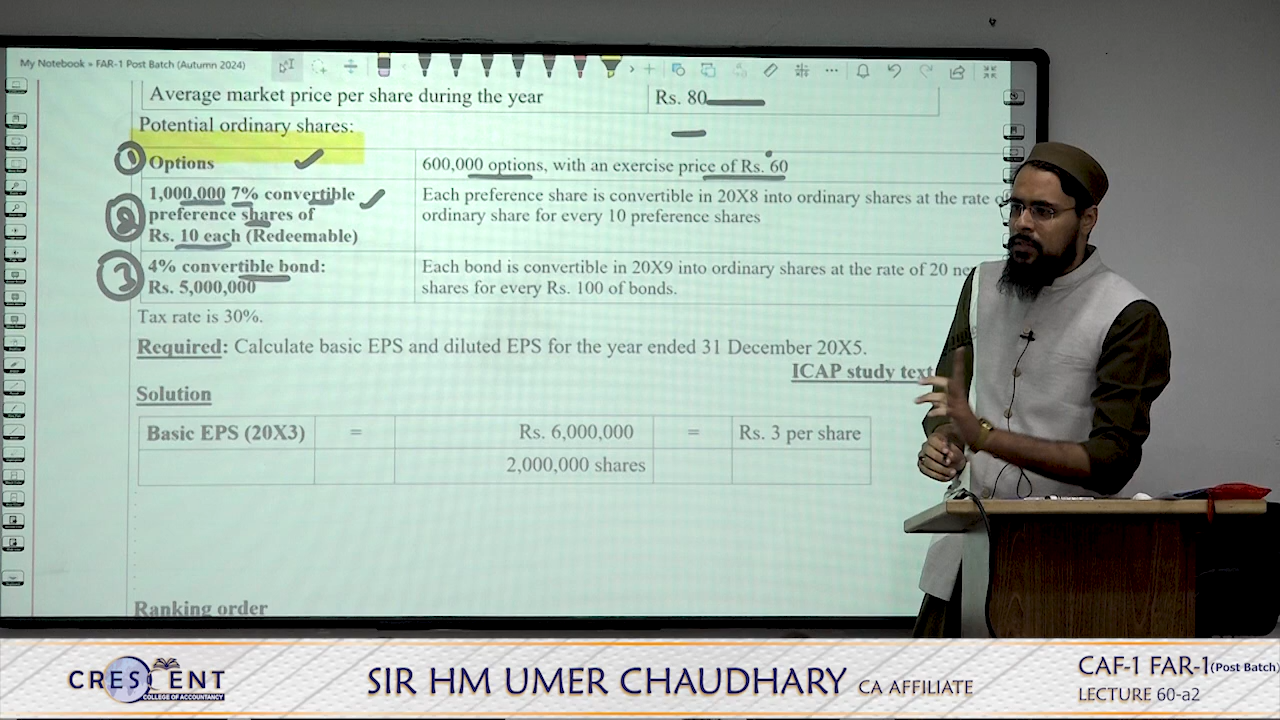 My Notebook » FAR-1 Post Batch (Autumn 2024)
Average market price per share during the year Rs. 80
Potential ordinary shares:
1 Options 600,000 options, with an exercise price of Rs. 60
1,000,000 7% convertible Each preference share is convertible in 20X8 into ordinary shares at the rate
2 preference shares of ordinary share for every 10 preference shares
Rs. 10 each (Redeemable)
3 4% convertible bond: Each bond is convertible in 20X9 into ordinary shares at the rate of 20
Rs. 5,000,000 shares for every Rs. 100 of bonds.
Tax rate is 30%.
Required: Calculate basic EPS and diluted EPS for the year ended 31 December 20X5.
ICAP study text
Solution
Basic EPS (20X3) = Rs. 6,000,000 = Rs. 3 per share
2,000,000 shares
Ranking order
CRESCENT
COLLEGE OF ACCOUNTANCY
SIR HM UMER CHAUDHARY CA AFFILIATE
CAF-1 FAR-1 (Post Batch)
LECTURE 60-a2